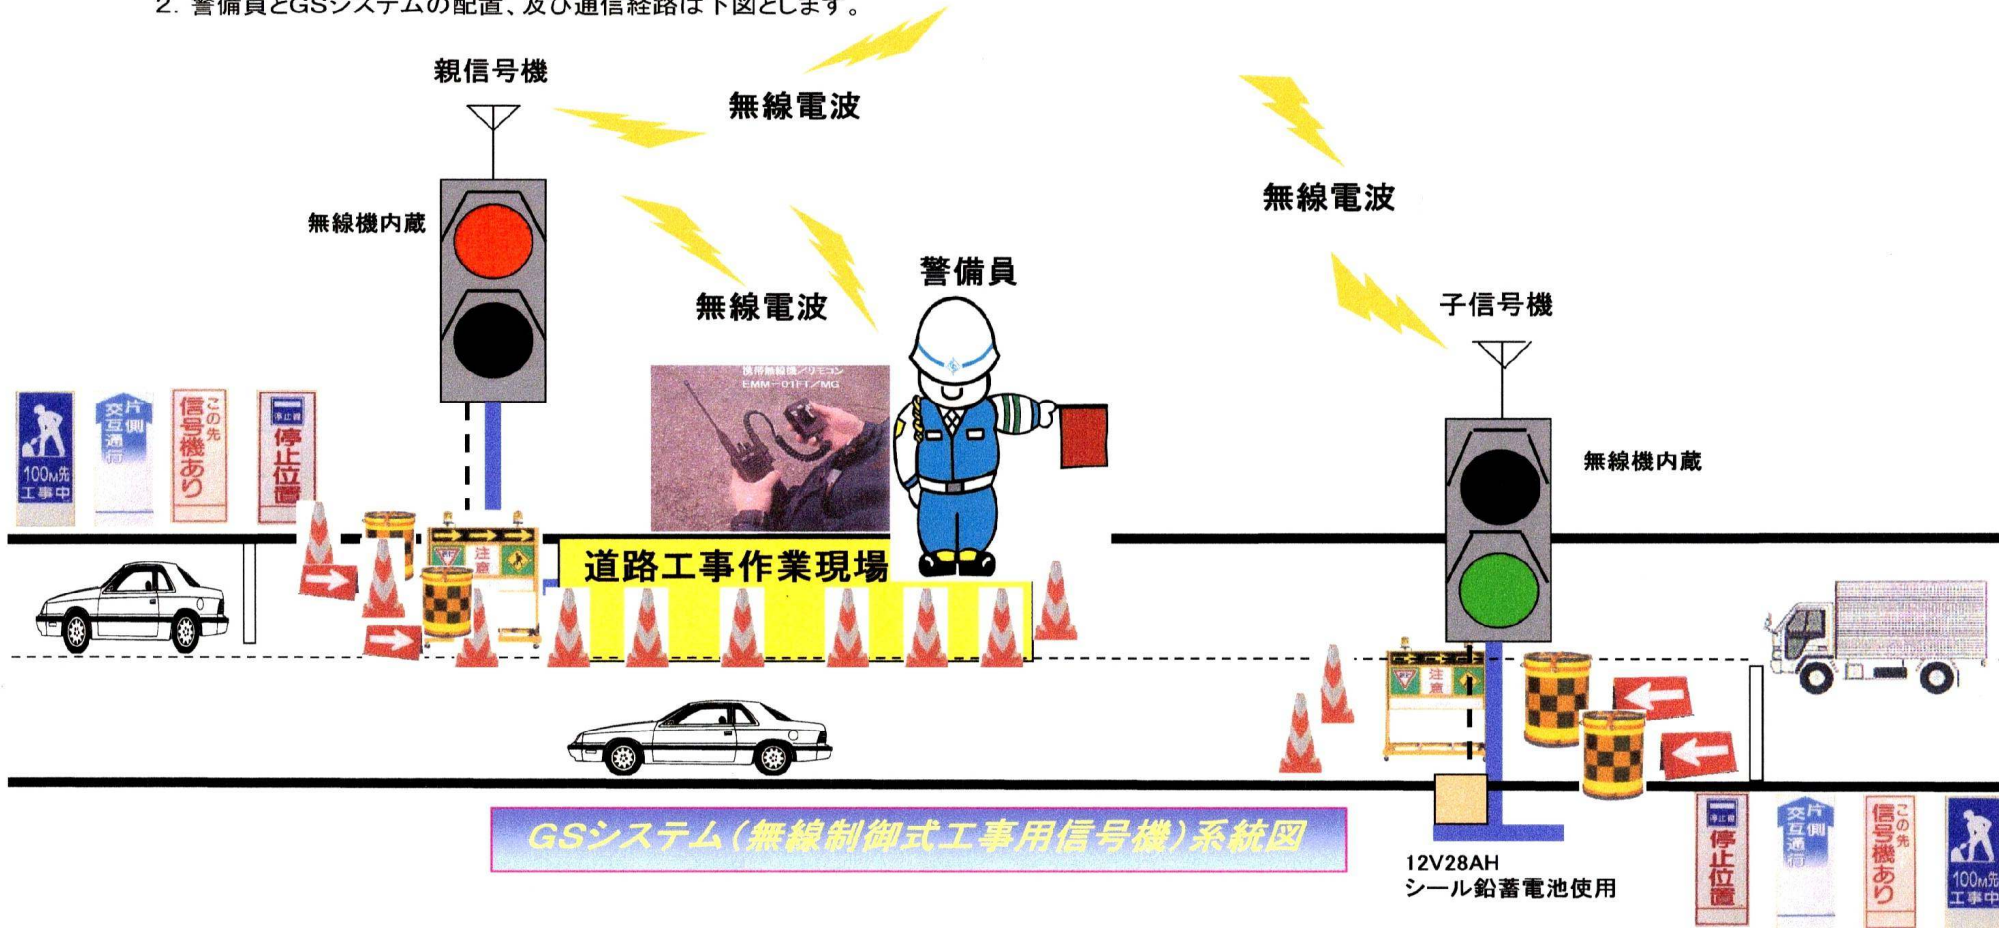 2. 警備員とGSシステムの配置、及び通信経路は下図とします。
親信号機
無線電波
無線電波
無線機内蔵
警備員
無線電波
子信号機
携帯無線機/リモコン
EMM-01FT/MG
無線機内蔵
100M先
工事中
片側
交互通行
この先
信号機あり
停止線
停止位置
注意
道路工事作業現場
注意
GSシステム(無線制御式工事用信号機)系統図
12V28AH
シール鉛蓄電池使用
停止線
停止位置
片側
交互通行
この先
信号機あり
100M先
工事中